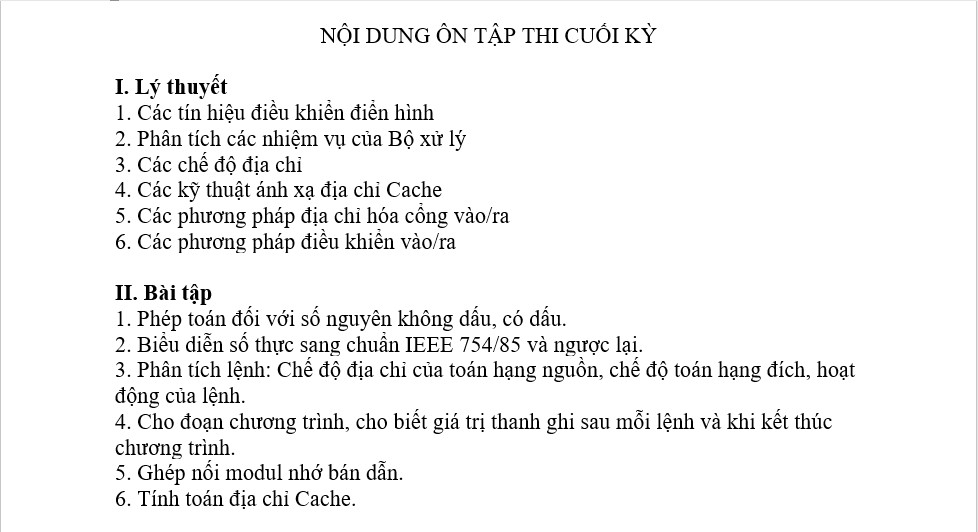 NỘI DUNG ÔN TẬP THI CUỐI KỲ
I. Lý thuyết
1. Các tín hiệu điều khiển điển hình
2. Phân tích các nhiệm vụ của Bộ xử lý
3. Các chế độ địa chỉ
4. Các kỹ thuật ánh xạ địa chỉ Cache
5. Các phương pháp địa chỉ hóa cổng vào/ra
6. Các phương pháp điều khiển vào/ra
II. Bài tập
1. Phép toán đối với số nguyên không dấu, có dấu.
2. Biểu diễn số thực sang chuẩn IEEE 754/85 và ngược lại.
3. Phân tích lệnh: Chế độ địa chỉ của toán hạng nguồn, chế độ toán hạng đích, hoạt
động của lệnh.
4. Cho đoạn chương trình, cho biết giá trị thanh ghi sau mỗi lệnh và khi kết thúc
chương trình.
5. Ghép nối modul nhớ bán dẫn.
6. Tính toán địa chỉ Cache.